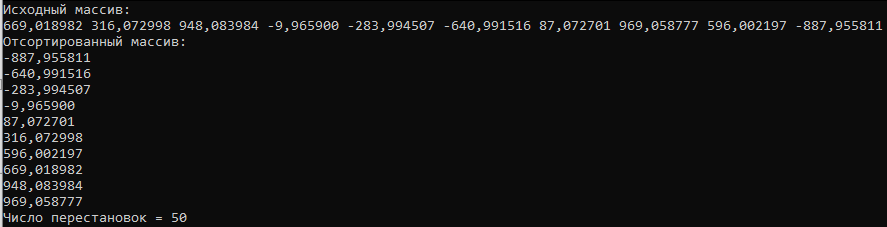 Исходный массив:
669,018982 316,072998 948,083984 -9,965900 -283,994507 -640,991516 87,072701 969,058777 596,002197 -887,955811
Отсортированный массив:
-887,955811
-640,991516
-283,994507
-9,965900
87,072701
316,072998
596,002197
669,018982
948,083984
969,058777
Число перестановок = 50